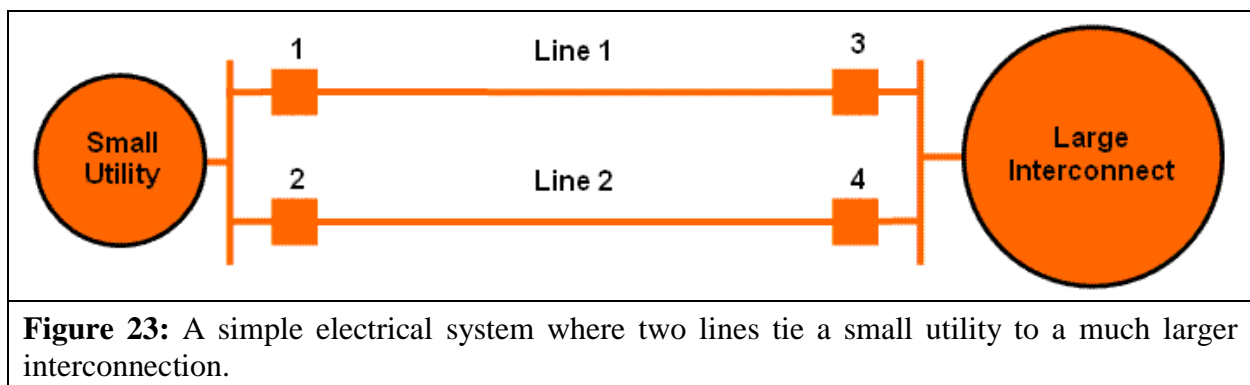 1
Line 1
3
Small
Utility
Large
Interconnect
2
Line 2
4
Figure 23: A simple electrical system where two lines tie a small utility to a much larger
interconnection.